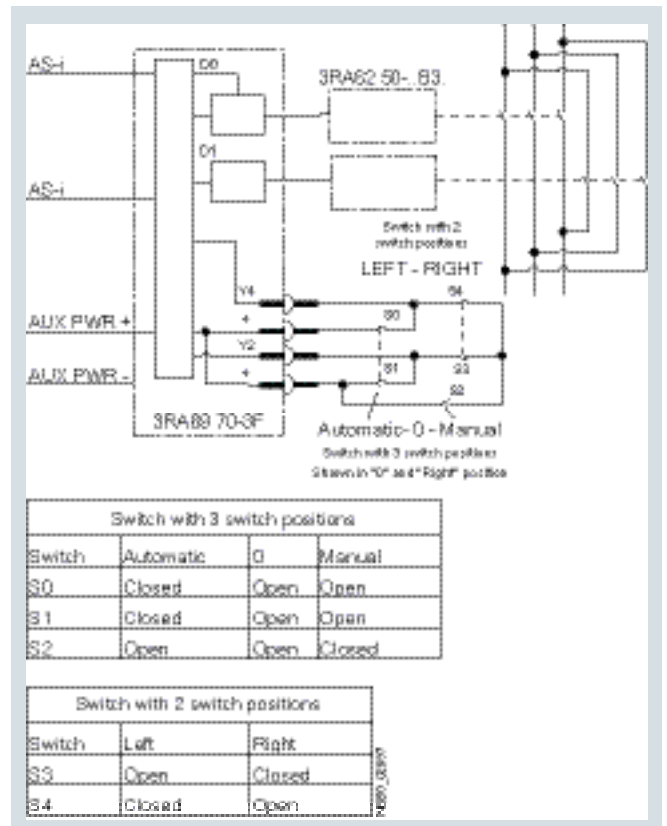 AS-i
D0
3RA62 50-..B3.
D1
AS-i
Switch with 2
switch positions
LEFT - RIGHT
Y4
S4
S0
AUX PWR +
+
Y2
S1
S3
AUX PWR -
+
S2
3RA69 70-3F
Automatic- 0 - Manual
Switch with 3 switch positions
Shown in "0" and "Right" position
Switch with 3 switch positions
Switch Automatic 0 Manual
S0 Closed Open Open
S1 Closed Open Open
S2 Open Open Closed
Switch with 2 switch positions
Switch Left Right
S3 Open Closed
S4 Closed Open